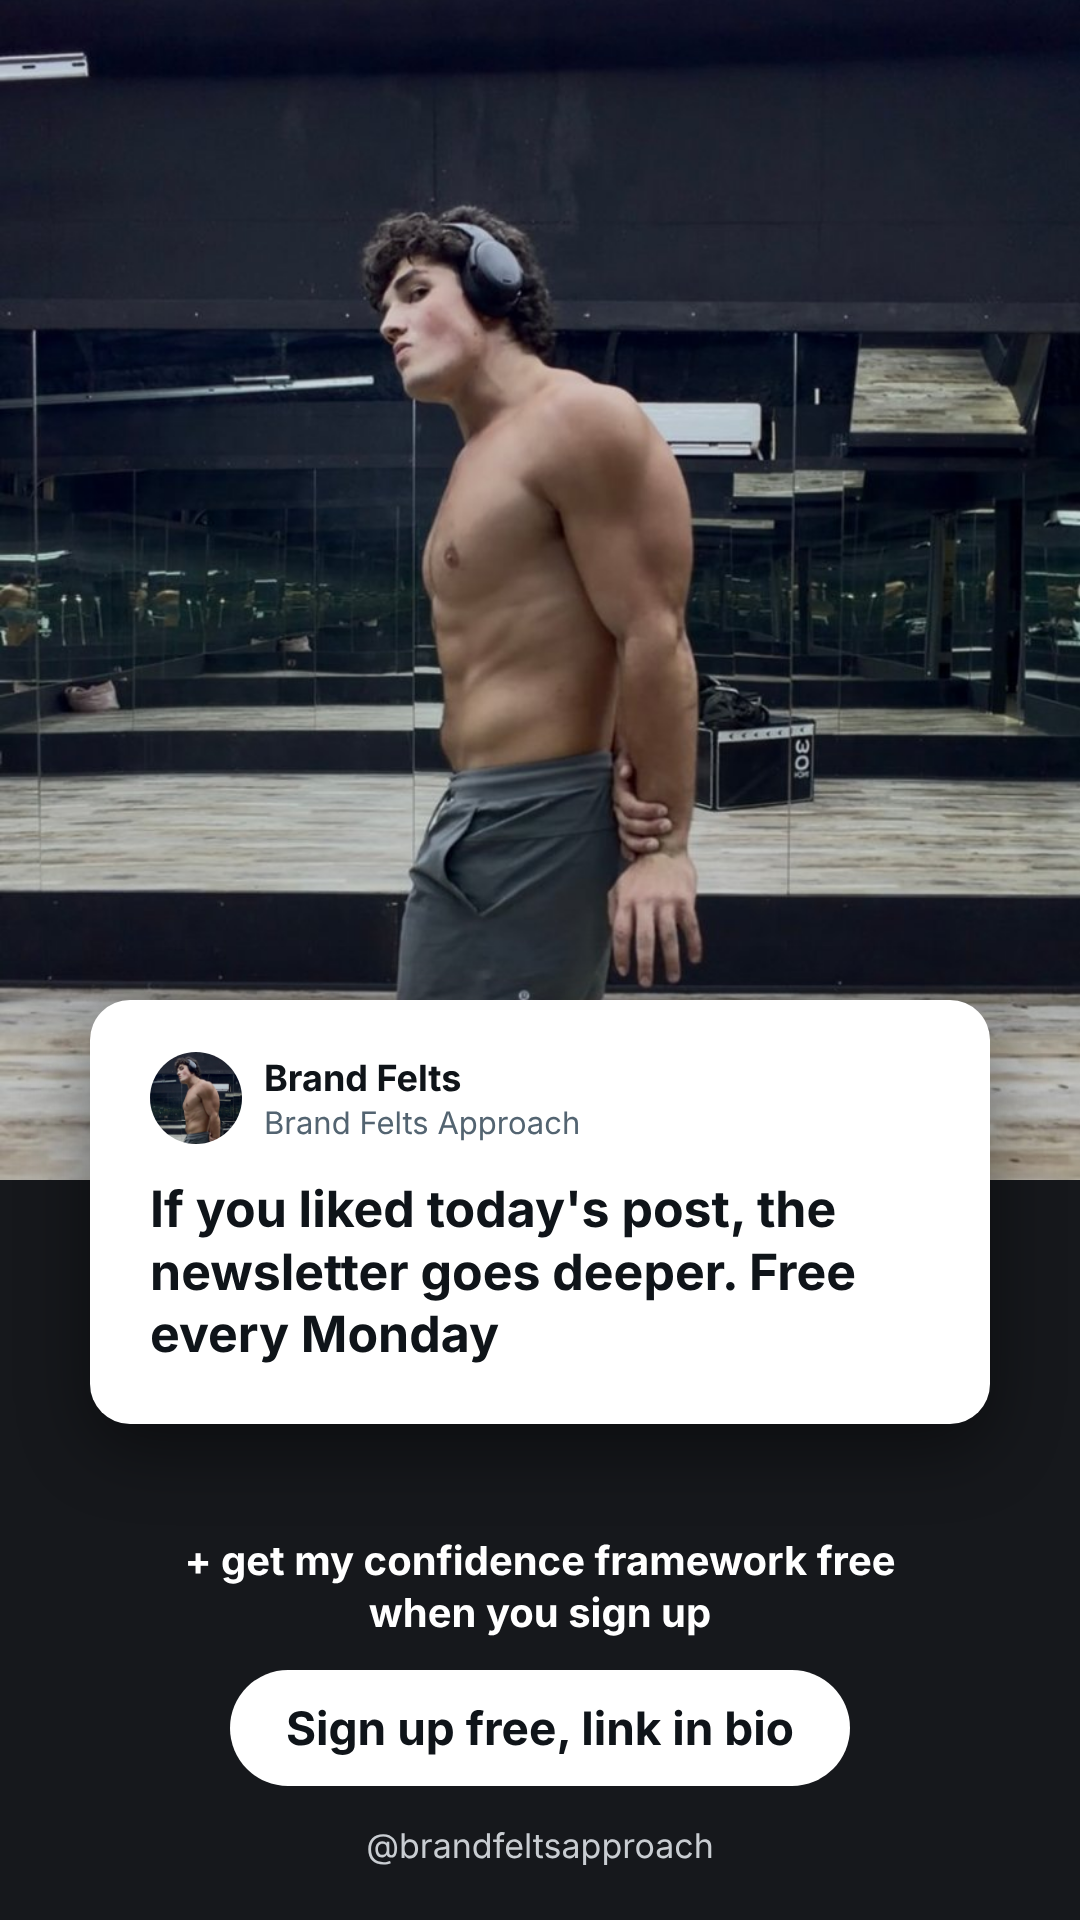 30
Brand Felts
Brand Felts Approach
If you liked today's post, the
newsletter goes deeper. Free
every Monday
+ get my confidence framework free
when you sign up
Sign up free, link in bio
@brandfeltsapproach